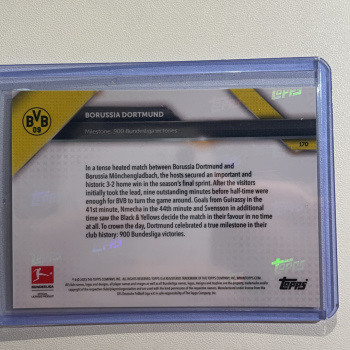 BVB
09
BORUSSIA DORTMUND
Milestone: 900 Bundesliga victories
170
In a tense heated match between Borussia Dortmund and
Borussia Mönchengladbach, the hosts secured an important and
historic 3-2 home win in the season's final sprint. After the visitors
initially took the lead, nine outstanding minutes before half-time were
enough for BVB to turn the game around. Goals from Guirassy in the
41st minute, Nmecha in the 44th minute and Svensson in additional
time saw the Black & Yellows decide the match in their favour in no time
at all. To crown the day, Dortmund celebrated a true milestone in their
club history: 900 Bundesliga victories.
BUNDESLIGA
Topps